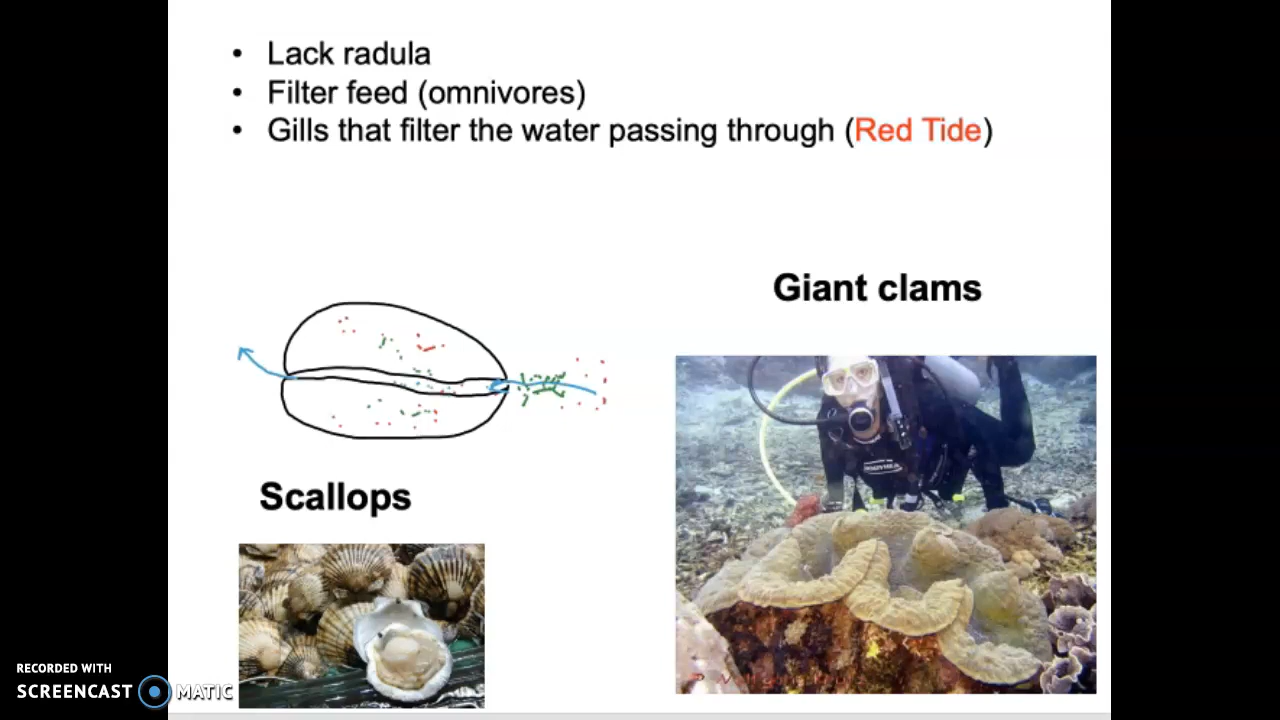 • Lack radula
• Filter feed (omnivores)
• Gills that filter the water passing through (Red Tide)
Giant clams
Scallops
RECORDED WITH
SCREENCAST MATIC